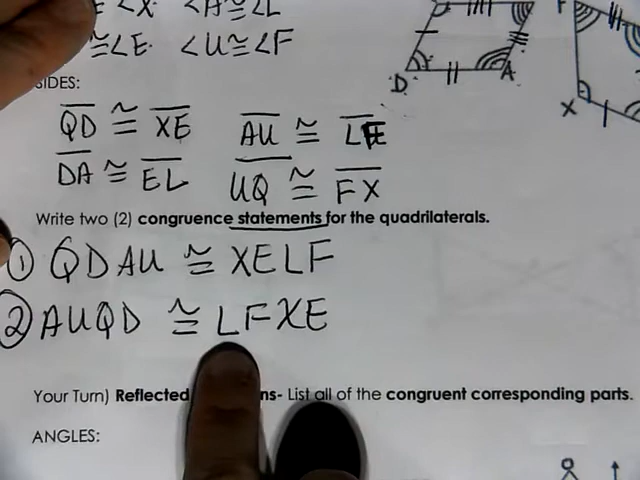 <X. <A ≅ <L
≅ <E. <U ≅ <F
D A X
SIDES:
QD ≅ XE AU ≅ LF
DA ≅ EL UQ ≅ FX
Write two (2) congruence statements for the quadrilaterals.
① QDAU ≅ XELF
② AUQD ≅ LFXE
Your Turn) Reflected ns- List all of the congruent corresponding parts.
ANGLES: